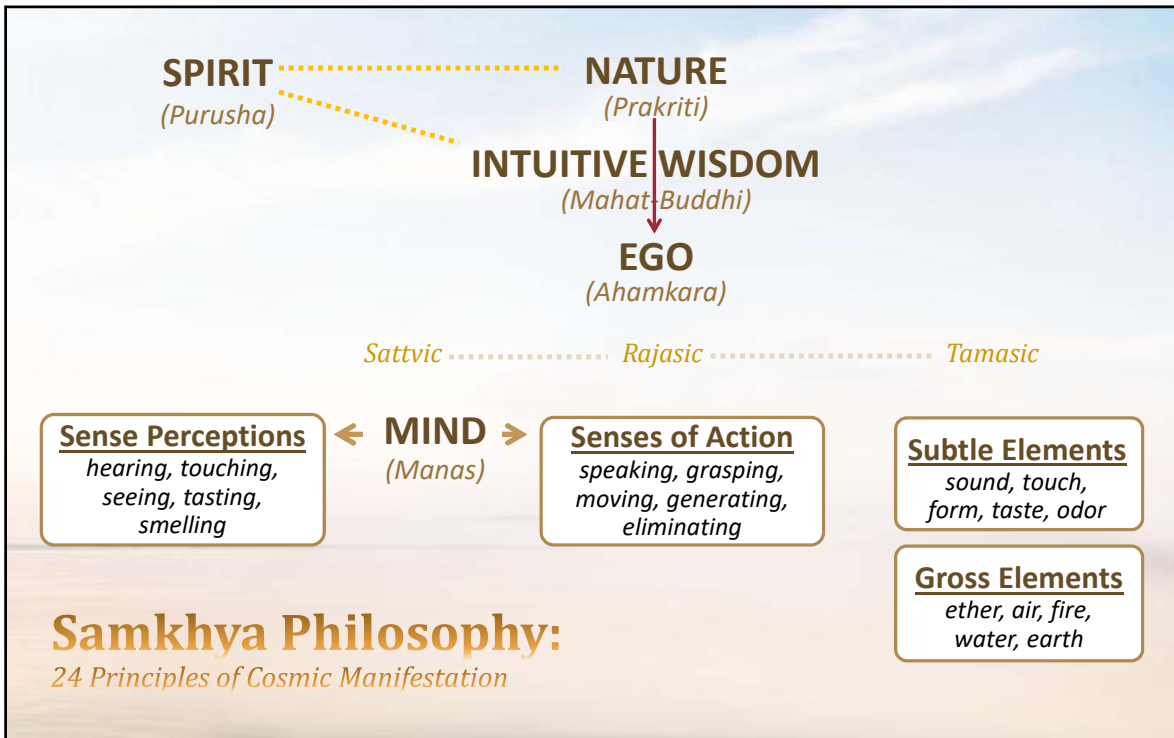 SPIRIT
(Purusha)
NATURE
(Prakriti)
INTUITIVE WISDOM
(Mahat-Buddhi)
EGO
(Ahamkara)
Sattvic Rajasic Tamasic
Sense Perceptions
hearing, touching,
seeing, tasting,
smelling
MIND
(Manas)
Senses of Action
speaking, grasping,
moving, generating,
eliminating
Subtle Elements
sound, touch,
form, taste, odor
Gross Elements
ether, air, fire,
water, earth
Samkhya Philosophy:
24 Principles of Cosmic Manifestation